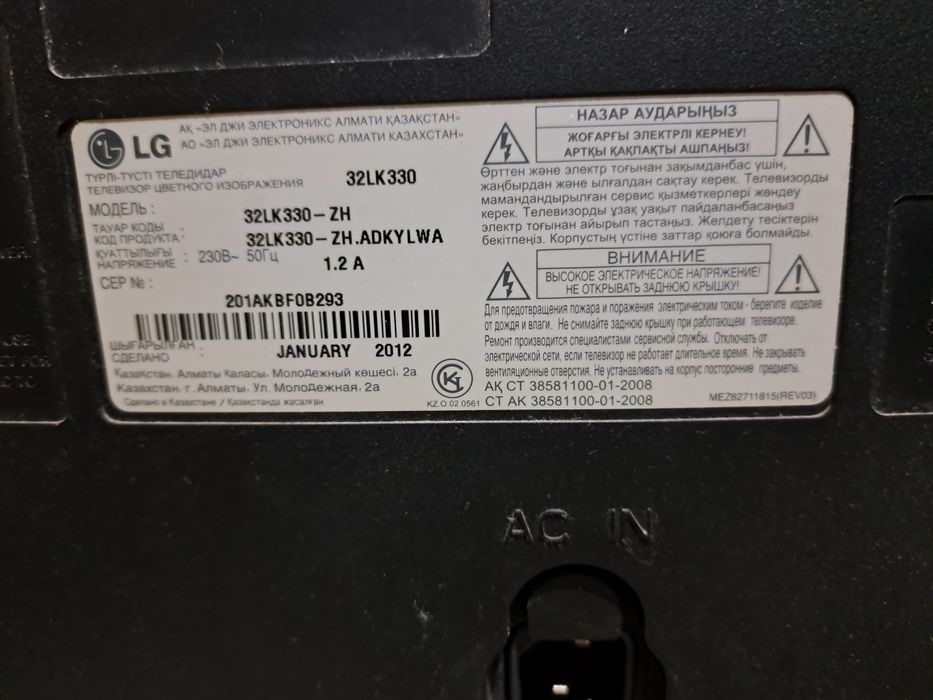 LG
АҚ «ЭЛ ДЖИ ЭЛЕКТРОНИКС АЛМАТИ ҚАЗАҚСТАН»
АО «ЭЛ ДЖИ ЭЛЕКТРОНИКС АЛМАТИ КАЗАХСТАН»
ТҮРЛІ-ТҮСТІ ТЕЛЕДИДАР
ТЕЛЕВИЗОР ЦВЕТНОГО ИЗОБРАЖЕНИЯ
32LK330
МОДЕЛЬ : 32LK330-ZH
ТАУАР КОДЫ
КОД ПРОДУКТА : 32LK330-ZH.ADKYLWA
ҚУАТТЫЛЫҒЫ
НАПРЯЖЕНИЕ : 230В~ 50Гц 1.2 A
СЕР № :
201AKBF0B293
ШЫҒАРЫЛҒАН
СДЕЛАНО : JANUARY 2012
Казахстан. Алматы Каласы. Молодежный көшесі, 2а
Казахстан. г. Алматы. Ул. Молодежная, 2а
Сделано в Казахстане / Қазақстанда жасалған
KZ.O.02.0561
НАЗАР АУДАРЫҢЫЗ
ЖОҒАРҒЫ ЭЛЕКТРЛІ КЕРНЕУ!
АРТҚЫ ҚАҚПАҚТЫ АШПАҢЫЗ!
Өрттен және электр тоғынан зақымданбас үшін,
жаңбырдан және ылғалдан сақтау керек. Телевизорды
мамандырылған сервис қызметкерлері жөндеу
керек. Телевизорды ұзақ уақыт пайдаланбасаңыз
электр тоғынан айырып тастаңыз. Желдету тесіктерін
бекітпеңіз. Корпустың үстіне заттар қоюға болмайды.
ВНИМАНИЕ
ВЫСОКОЕ ЭЛЕКТРИЧЕСКОЕ НАПРЯЖЕНИЕ!
НЕ ОТКРЫВАТЬ ЗАДНЮЮ КРЫШКУ!
Для предотвращения пожара и поражения электрическим током - берегите изделие
от дождя и влаги. Не снимайте заднюю крышку при работающем телевизоре.
Ремонт производится специалистами сервисной службы. Отключать от
электрической сети, если телевизор не работает длительное время. Не закрывать
вентиляционные отверстия. Не устанавливать на корпус посторонние предметы.
АҚ СТ 38581100-01-2008
СТ АК 38581100-01-2008
MEZ62711815(REV03)
AC IN